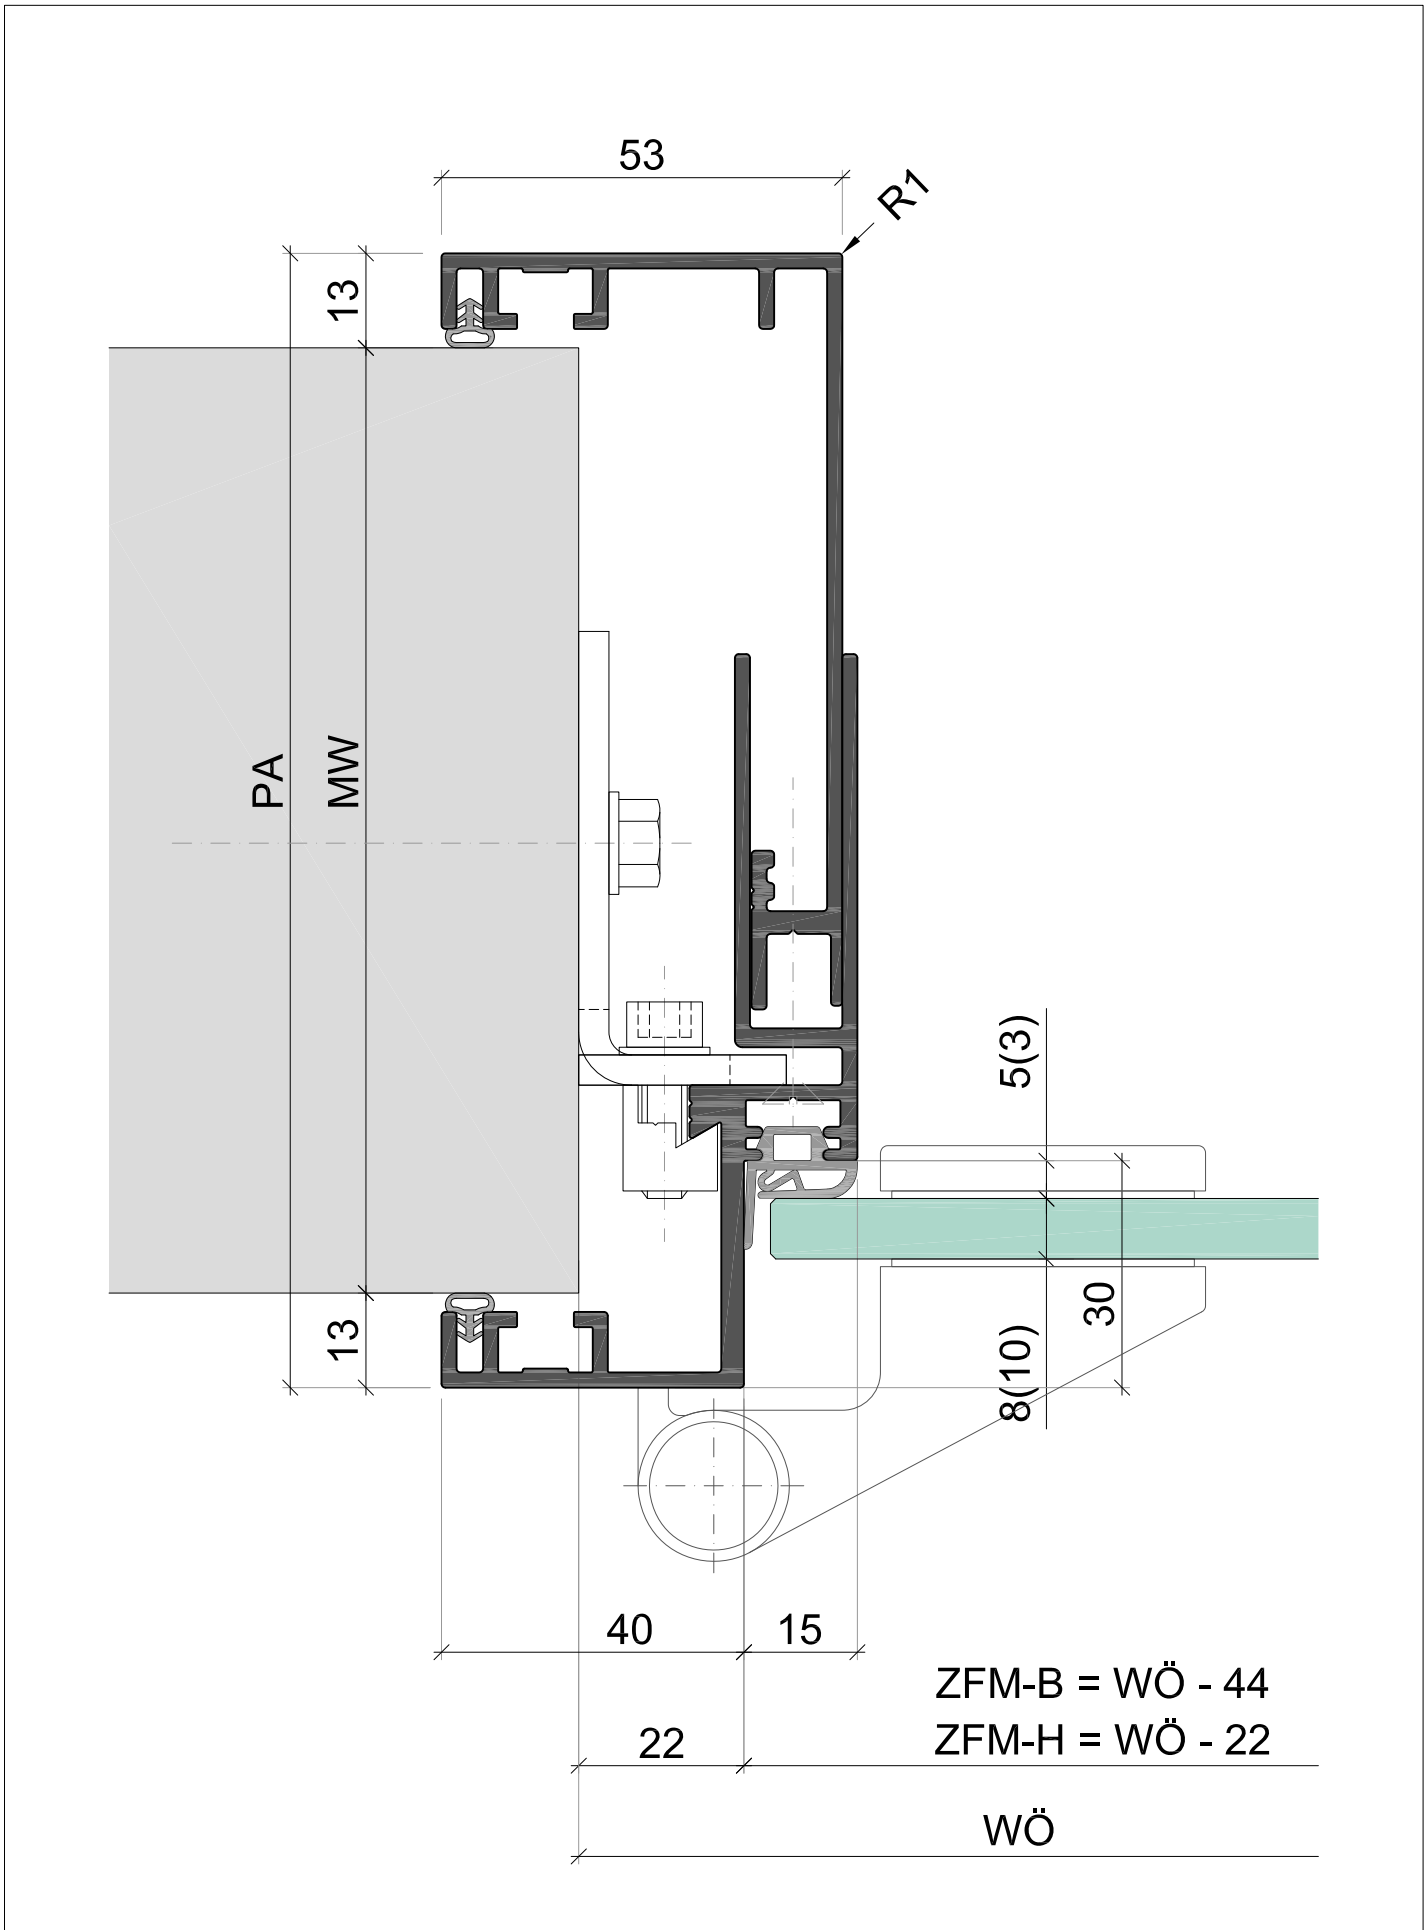 53
R1
13
PA
MW
5(3)
30
13
8(10)
40
15
ZFM-B = WÖ - 44
22
ZFM-H = WÖ - 22
WÖ